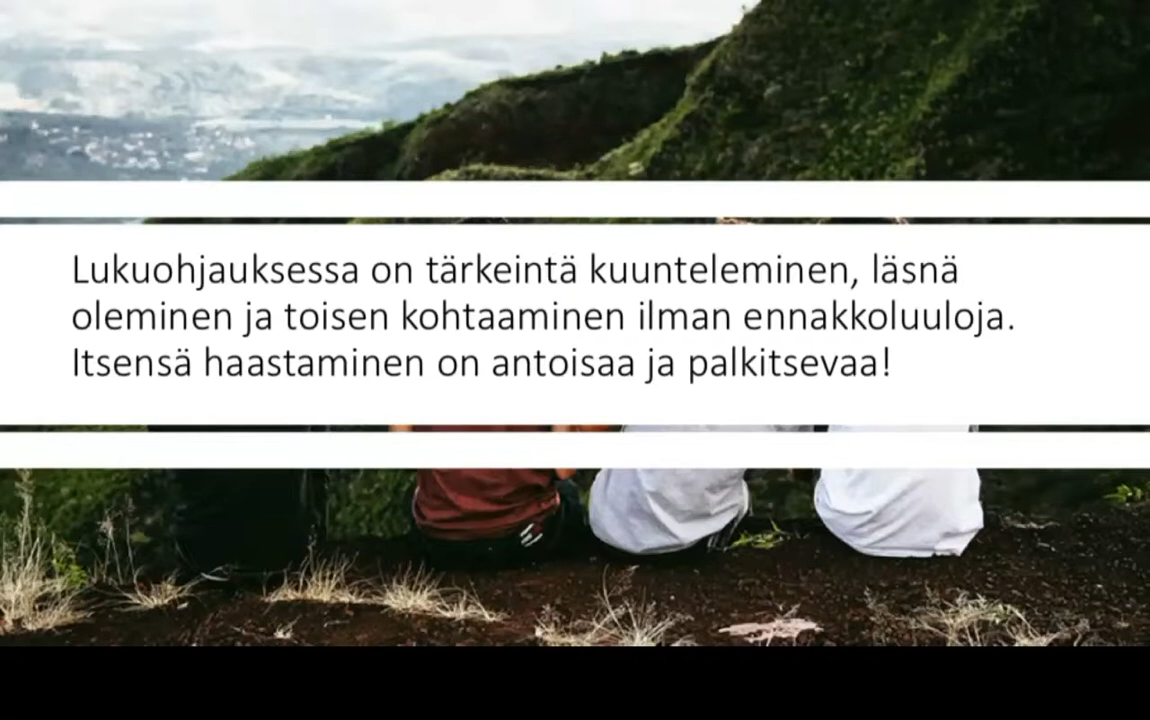 Lukuohjauksessa on tärkeintä kuunteleminen, läsnä
oleminen ja toisen kohtaaminen ilman ennakkoluuloja.
Itsensä haastaminen on antoisaa ja palkitsevaa!